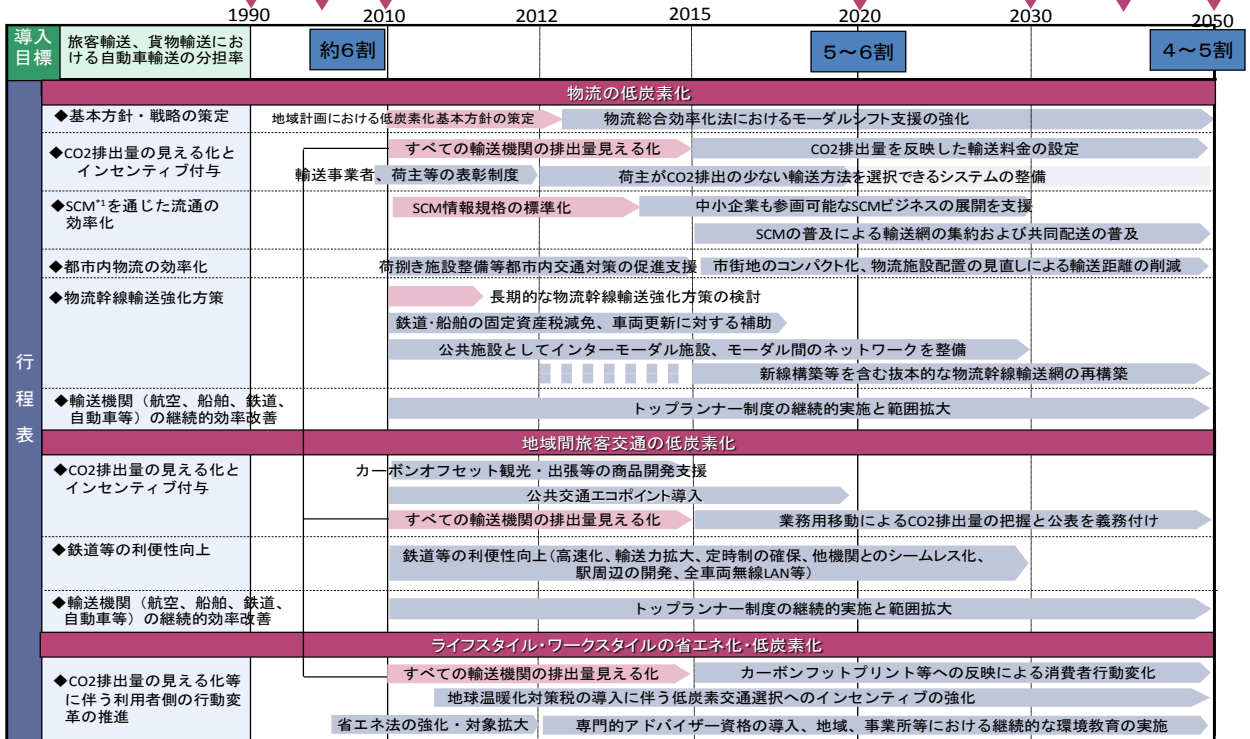 1990 2010 2012 2015 2020 2030 2050
導入
目標
旅客輸送、貨物輸送にお
ける自動車輸送の分担率
約6割
5～6割
4～5割
行程表
物流の低炭素化
◆基本方針・戦略の策定
地域計画における低炭素化基本方針の策定
物流総合効率化法におけるモーダルシフト支援の強化
◆CO2排出量の見える化と
インセンティブ付与
すべての輸送機関の排出量見える化
CO2排出量を反映した輸送料金の設定
輸送事業者、荷主等の表彰制度
荷主がCO2排出の少ない輸送方法を選択できるシステムの整備
◆SCM*1を通じた流通の
効率化
SCM情報規格の標準化
中小企業も参画可能なSCMビジネスの展開を支援
SCMの普及による輸送網の集約および共同配送の普及
◆都市内物流の効率化
荷捌き施設整備等都市内交通対策の促進支援
市街地のコンパクト化、物流施設配置の見直しによる輸送距離の削減
◆物流幹線輸送強化方策
長期的な物流幹線輸送強化方策の検討
鉄道・船舶の固定資産税減免、車両更新に対する補助
公共施設としてインターモーダル施設、モーダル間のネットワークを整備
新線構築等を含む抜本的な物流幹線輸送網の再構築
◆輸送機関（航空、船舶、鉄道、
自動車等）の継続的効率改善
トップランナー制度の継続的実施と範囲拡大
地域間旅客交通の低炭素化
◆CO2排出量の見える化と
インセンティブ付与
カーボンオフセット観光・出張等の商品開発支援
公共交通エコポイント導入
すべての輸送機関の排出量見える化
業務用移動によるCO2排出量の把握と公表を義務付け
◆鉄道等の利便性向上
鉄道等の利便性向上（高速化、輸送力拡大、定時制の確保、他機関とのシームレス化、
駅周辺の開発、全車両無線LAN等）
◆輸送機関（航空、船舶、鉄道、
自動車等）の継続的効率改善
トップランナー制度の継続的実施と範囲拡大
ライフスタイル・ワークスタイルの省エネ化・低炭素化
◆CO2排出量の見える化等
に伴う利用者側の行動変
革の推進
すべての輸送機関の排出量見える化
カーボンフットプリント等への反映による消費者行動変化
地球温暖化対策税の導入に伴う低炭素交通選択へのインセンティブの強化
省エネ法の強化・対象拡大
専門的アドバイザー資格の導入、地域、事業所等における継続的な環境教育の実施